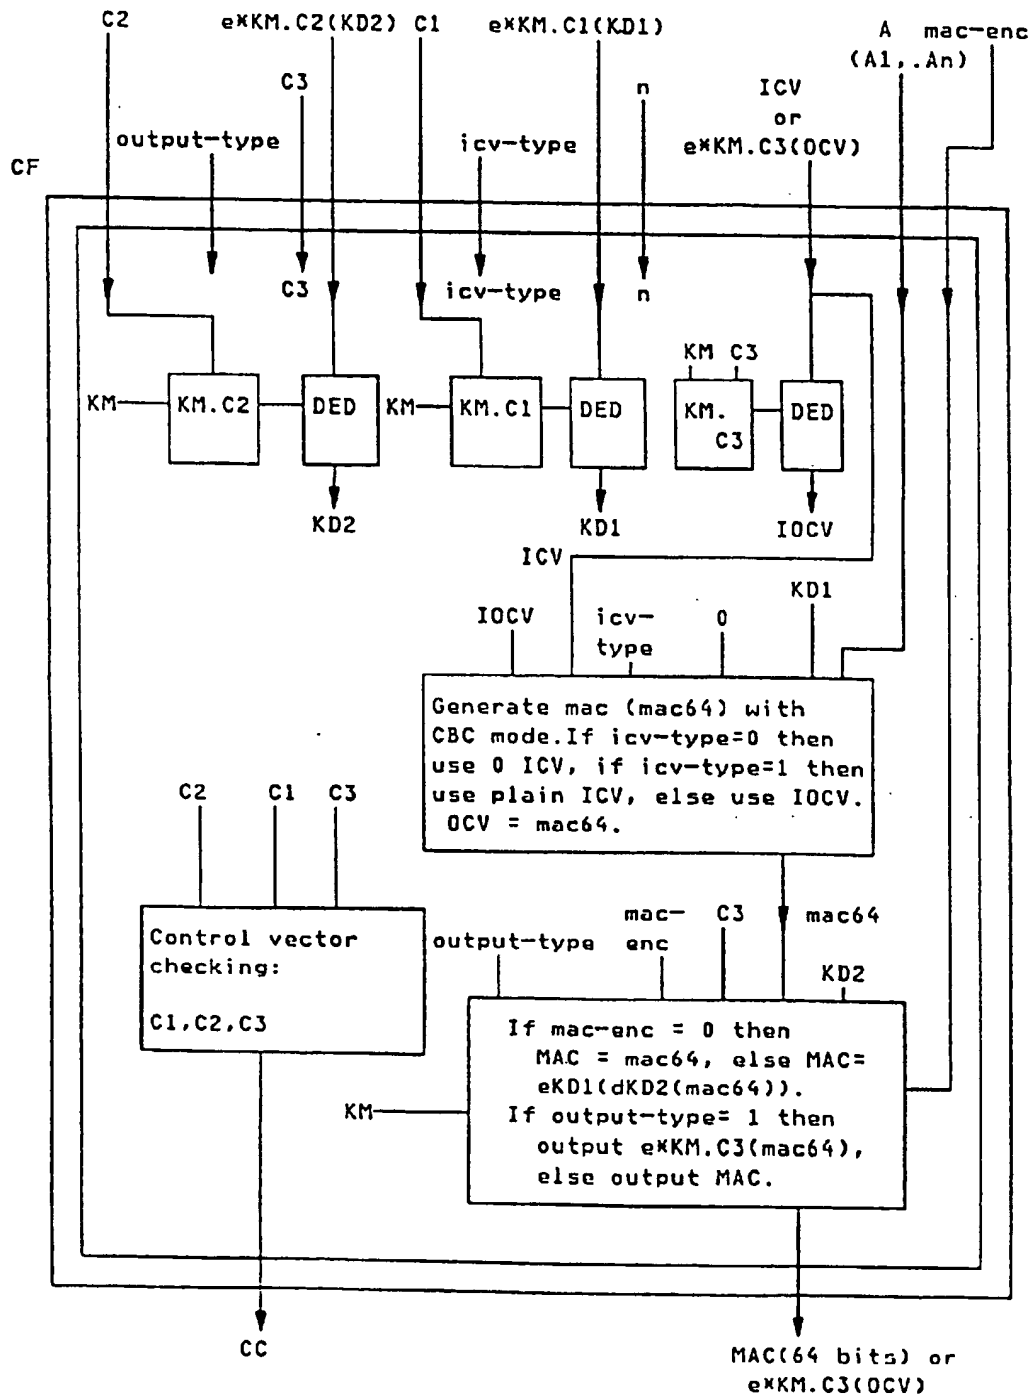 C2 e*KM.C2(KD2) C1 e*KM.C1(KD1) A mac-enc
(A1,.An)
C3 n ICV
or
output-type icv-type e*KM.C3(OCV)
CF
C3 icv-type n
KM C3
KM KM.C2 DED KM KM.C1 DED KM. DED
C3
KD2 KD1 IOCV
ICV
KD1
IOCV icv- 0
type
Generate mac (mac64) with
CBC mode.If icv-type=0 then
use 0 ICV, if icv-type=1 then
use plain ICV, else use IOCV.
OCV = mac64.
C2 C1 C3
mac- C3 mac64
output-type enc
KD2
Control vector
checking:
C1,C2,C3
If mac-enc = 0 then
MAC = mac64, else MAC=
eKD1(dKD2(mac64)).
KM
If output-type= 1 then
output e*KM.C3(mac64),
else output MAC.
CC
MAC(64 bits) or
e*KM.C3(OCV)